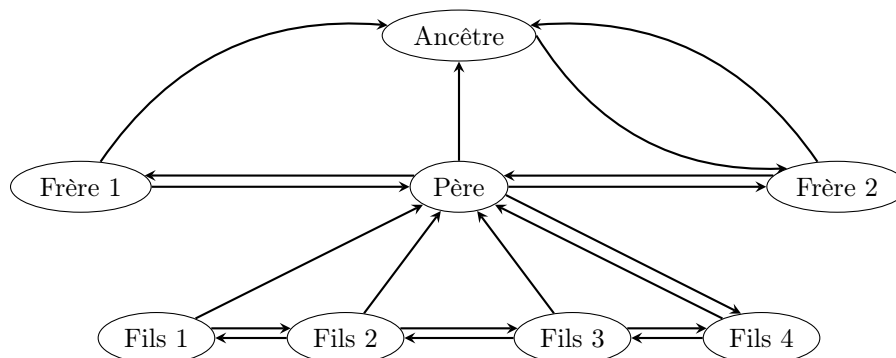 Ancêtre
Frère 1
Père
Frère 2
Fils 1
Fils 2
Fils 3
Fils 4